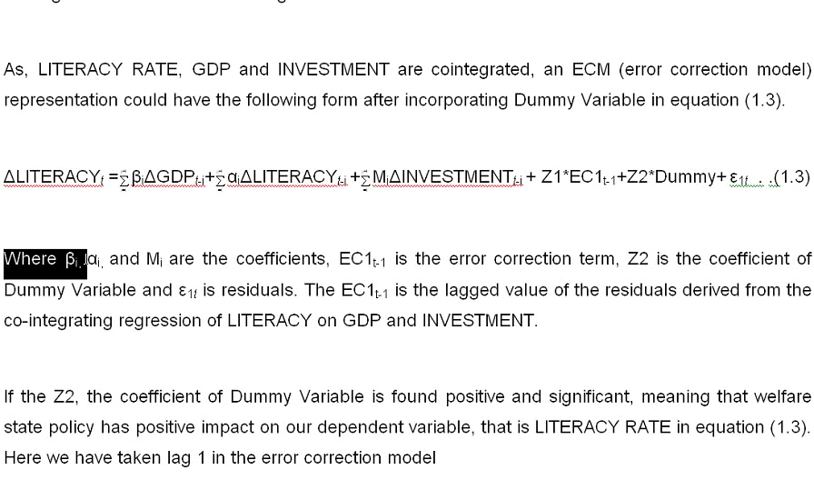 As, LITERACY RATE, GDP and INVESTMENT are cointegrated, an ECM (error correction model)
representation could have the following form after incorporating Dummy Variable in equation (1.3).
ΔLITERACYₜ =∑βᵢΔGDPₜ₋ᵢ+∑αᵢΔLITERACYₜ₋ᵢ +∑MᵢΔINVESTMENTₜ₋ᵢ + Z1*EC1ₜ₋₁+Z2*Dummy+ ε₁ₜ . .(1.3)
Where βᵢ, αᵢ, and Mᵢ are the coefficients, EC1ₜ₋₁ is the error correction term, Z2 is the coefficient of
Dummy Variable and ε₁ₜ is residuals. The EC1ₜ₋₁ is the lagged value of the residuals derived from the
co-integrating regression of LITERACY on GDP and INVESTMENT.
If the Z2, the coefficient of Dummy Variable is found positive and significant, meaning that welfare
state policy has positive impact on our dependent variable, that is LITERACY RATE in equation (1.3).
Here we have taken lag 1 in the error correction model